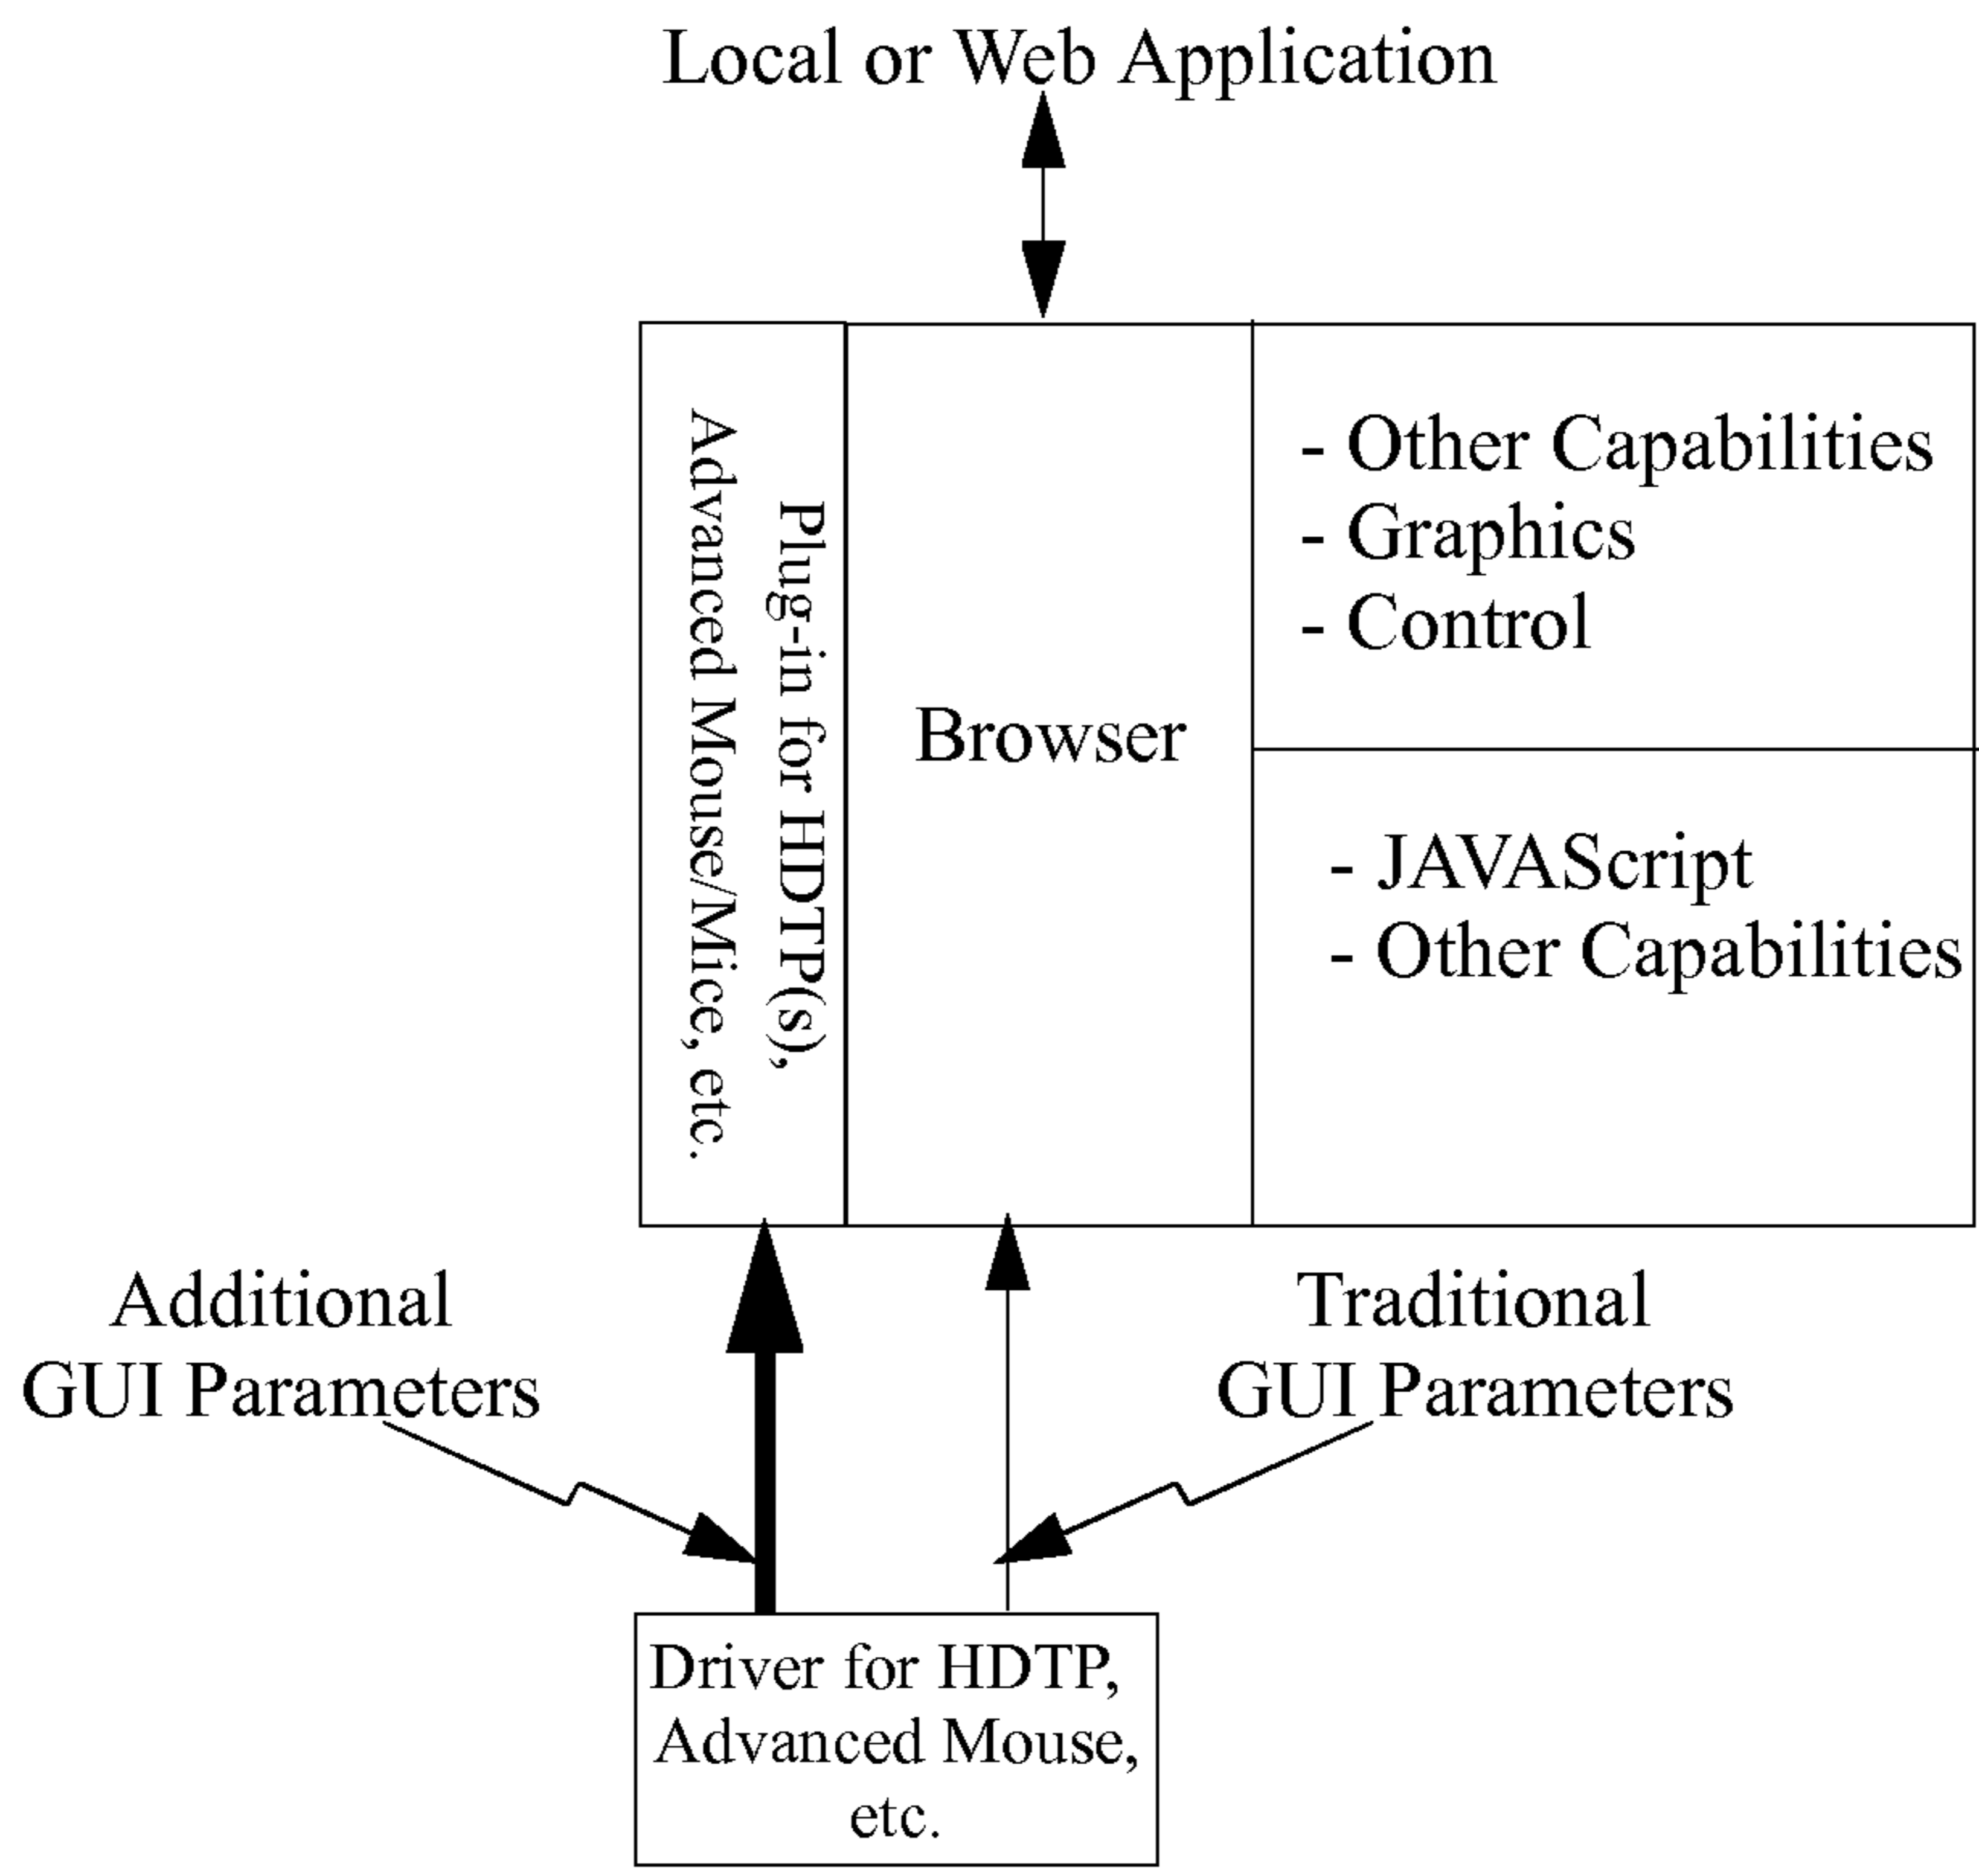 Local or Web Application
Plug-in for HDTP(s),
Advanced Mouse/Mice, etc.
Browser
- Other Capabilities
- Graphics
- Control
- JAVAScript
- Other Capabilities
Additional
GUI Parameters
Traditional
GUI Parameters
Driver for HDTP,
Advanced Mouse,
etc.